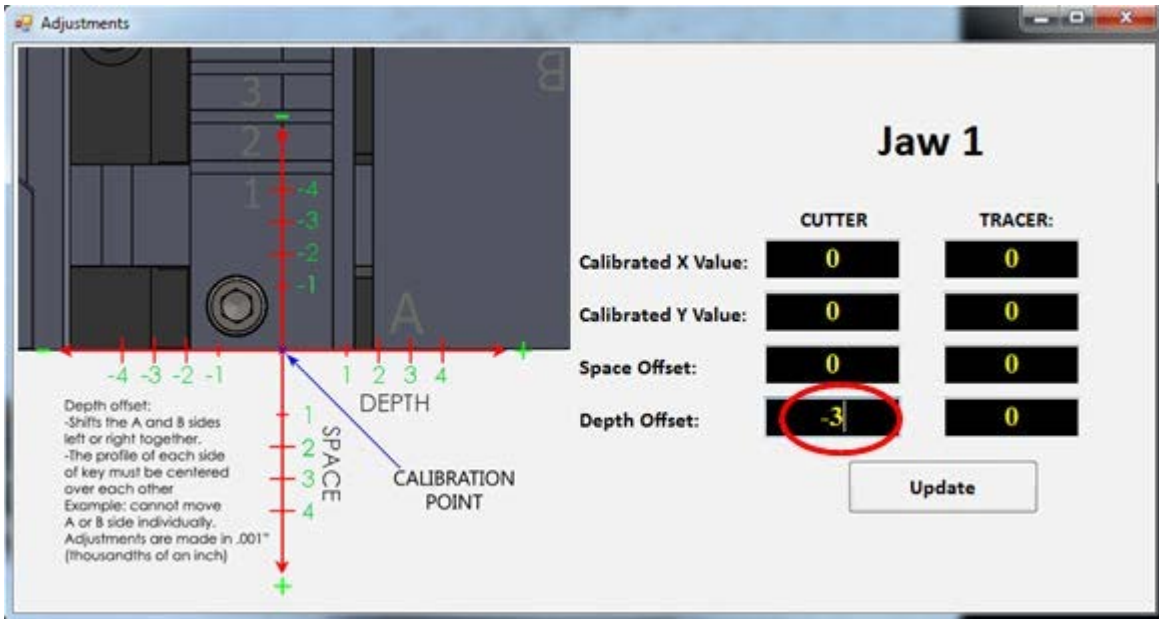 Adjustments
B
3
2
1
A
-
-4
-3
-2
-1
- +
-4 -3 -2 -1 1 2 3 4
DEPTH
1
2
3
4
SPACE
+
CALIBRATION
POINT
Depth offset:
-Shifts the A and B sides
left or right together.
-The profile of each side
of key must be centered
over each other
Example: cannot move
A or B side individually.
Adjustments are made in .001"
(thousandths of an inch)
Jaw 1
CUTTER TRACER:
Calibrated X Value: 0 0
Calibrated Y Value: 0 0
Space Offset: 0 0
Depth Offset: -3 0
Update